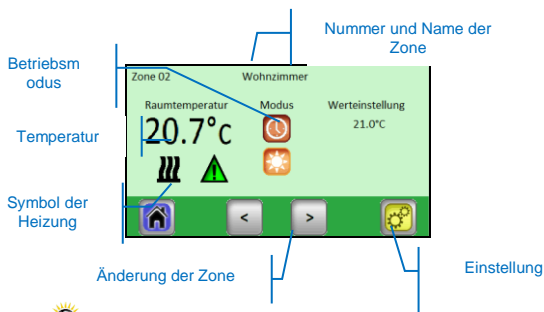 Nummer und Name der
Zone
Betriebsm
odus
Zone 02 Wohnzimmer
Raumtemperatur Modus Werteinstellung
20.7°c 21.0°C
Temperatur
Symbol der
Heizung
< >
Änderung der Zone
Einstellung